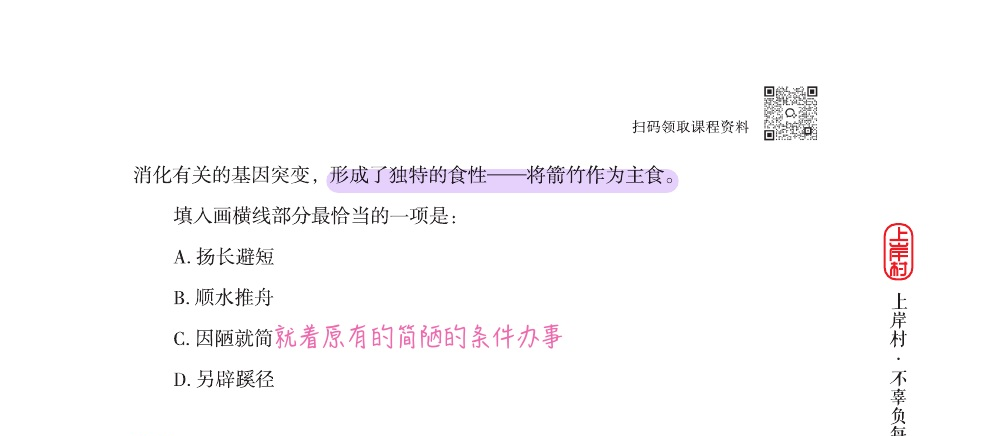 扫码领取课程资料
消化有关的基因突变，形成了独特的食性——将箭竹作为主食。
填入画横线部分最恰当的一项是：
A. 扬长避短
B. 顺水推舟
C. 因陋就简就着原有的简陋的条件办事
D. 另辟蹊径
上岸村
上岸村·不辜负每